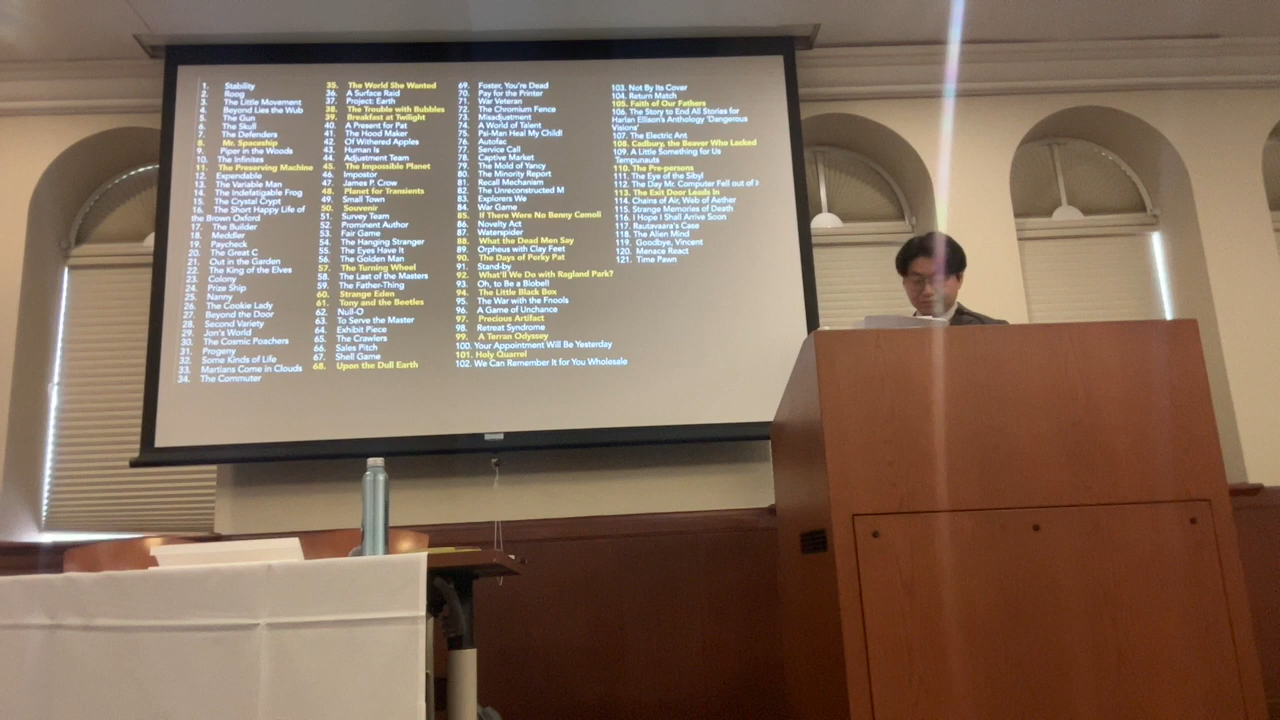 1. Stability
2. Roog
3. The Little Movement
4. Beyond Lies the Wub
5. The Gun
6. The Skull
7. The Defenders
8. Mr. Spaceship
9. Piper in the Woods
10. The Infinites
11. The Preserving Machine
12. Expendable
13. The Variable Man
14. The Indefatigable Frog
15. The Crystal Crypt
16. The Short Happy Life of
the Brown Oxford
17. The Builder
18. Meddler
19. Paycheck
20. The Great C
21. Out in the Garden
22. The King of the Elves
23. Colony
24. Prize Ship
25. Nanny
26. The Cookie Lady
27. Beyond the Door
28. Second Variety
29. Jon's World
30. The Cosmic Poachers
31. Progeny
32. Some Kinds of Life
33. Martians Come in Clouds
34. The Commuter
35. The World She Wanted
36. A Surface Raid
37. Project: Earth
38. The Trouble with Bubbles
39. Breakfast at Twilight
40. A Present for Pat
41. The Hood Maker
42. Of Withered Apples
43. Human Is
44. Adjustment Team
45. The Impossible Planet
46. Impostor
47. James P. Crow
48. Planet for Transients
49. Small Town
50. Souvenir
51. Survey Team
52. Prominent Author
53. Fair Game
54. The Hanging Stranger
55. The Eyes Have It
56. The Golden Man
57. The Turning Wheel
58. The Last of the Masters
59. The Father-Thing
60. Strange Eden
61. Tony and the Beetles
62. Null-O
63. To Serve the Master
64. Exhibit Piece
65. The Crawlers
66. Sales Pitch
67. Shell Game
68. Upon the Dull Earth
69. Foster, You're Dead
70. Pay for the Printer
71. War Veteran
72. The Chromium Fence
73. Misadjustment
74. A World of Talent
75. Psi-Man Heal My Child!
76. Autofac
77. Service Call
78. Captive Market
79. The Mold of Yancy
80. The Minority Report
81. Recall Mechanism
82. The Unreconstructed M
83. Explorers We
84. War Game
85. If There Were No Benny Cemoli
86. Novelty Act
87. Waterspider
88. What the Dead Men Say
89. Orpheus with Clay Feet
90. The Days of Perky Pat
91. Stand-by
92. What'll We Do with Ragland Park?
93. Oh, to Be a Blobel!
94. The Little Black Box
95. The War with the Fnools
96. A Game of Unchance
97. Precious Artifact
98. Retreat Syndrome
99. A Terran Odyssey
100. Your Appointment Will Be Yesterday
101. Holy Quarrel
102. We Can Remember It for You Wholesale
103. Not By Its Cover
104. Return Match
105. Faith of Our Fathers
106. The Story to End All Stories for
Harlan Ellison's Anthology 'Dangerous
Visions'
107. The Electric Ant
108. Cadbury, the Beaver Who Lacked
109. A Little Something for Us
Tempunauts
110. The Pre-persons
111. The Eye of the Sibyl
112. The Day Mr. Computer Fell out of
113. The Exit Door Leads In
114. Chains of Air, Web of Aether
115. Strange Memories of Death
116. I Hope I Shall Arrive Soon
117. Rautavaara's Case
118. The Alien Mind
119. Goodbye, Vincent
120. Menace React
121. Time Pawn